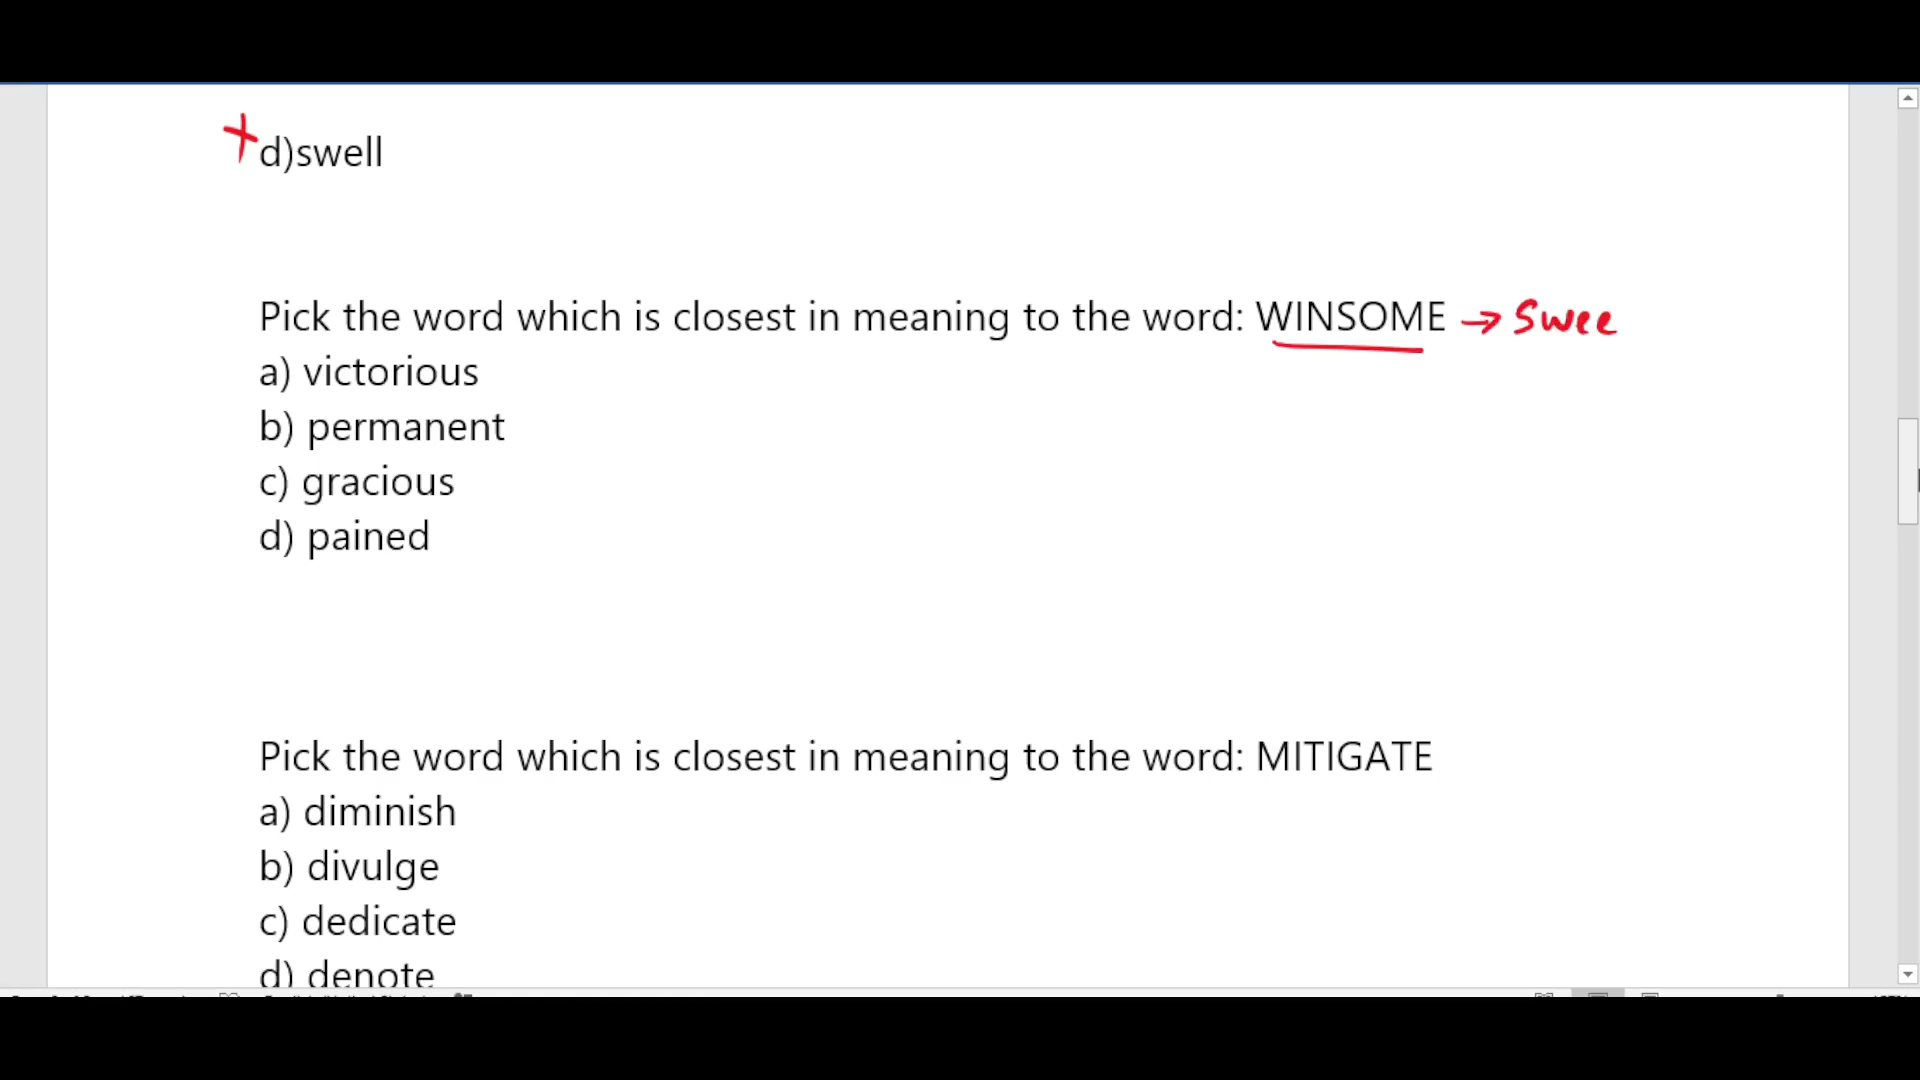 d)swell
Pick the word which is closest in meaning to the word: WINSOME → Swee
a) victorious
b) permanent
c) gracious
d) pained
Pick the word which is closest in meaning to the word: MITIGATE
a) diminish
b) divulge
c) dedicate
d) denote